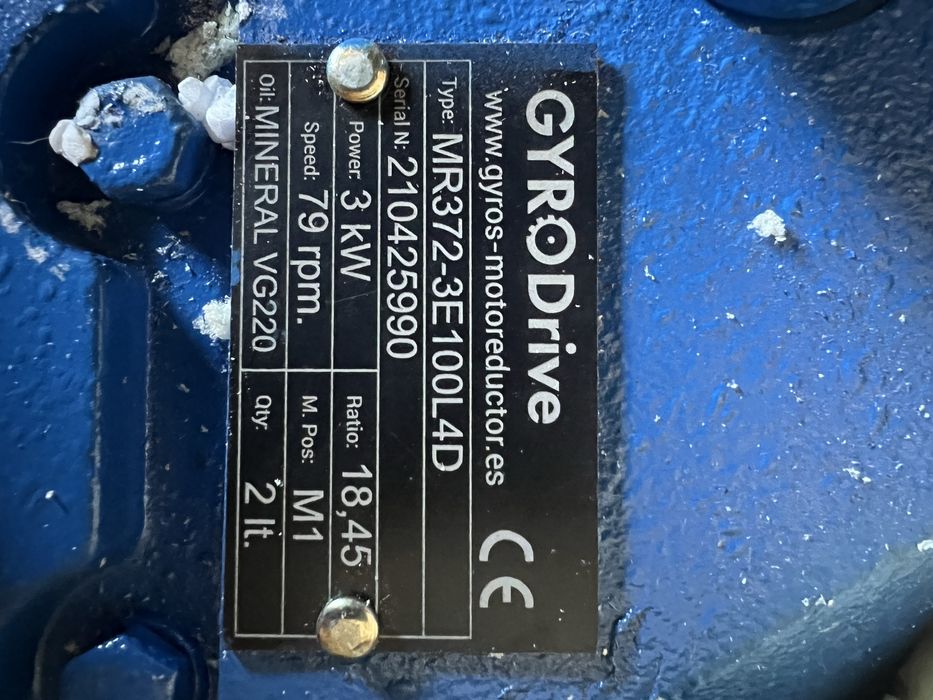 GYRODrive
www.gyros-motoreductor.es CE
Type: MR372-3E100L4D
Serial N: 210425990
Power: 3 kW Ratio: 18,45
Speed: 79 rpm. M. Pos: M1
Oil: MINERAL VG220 Qty: 2 lt.